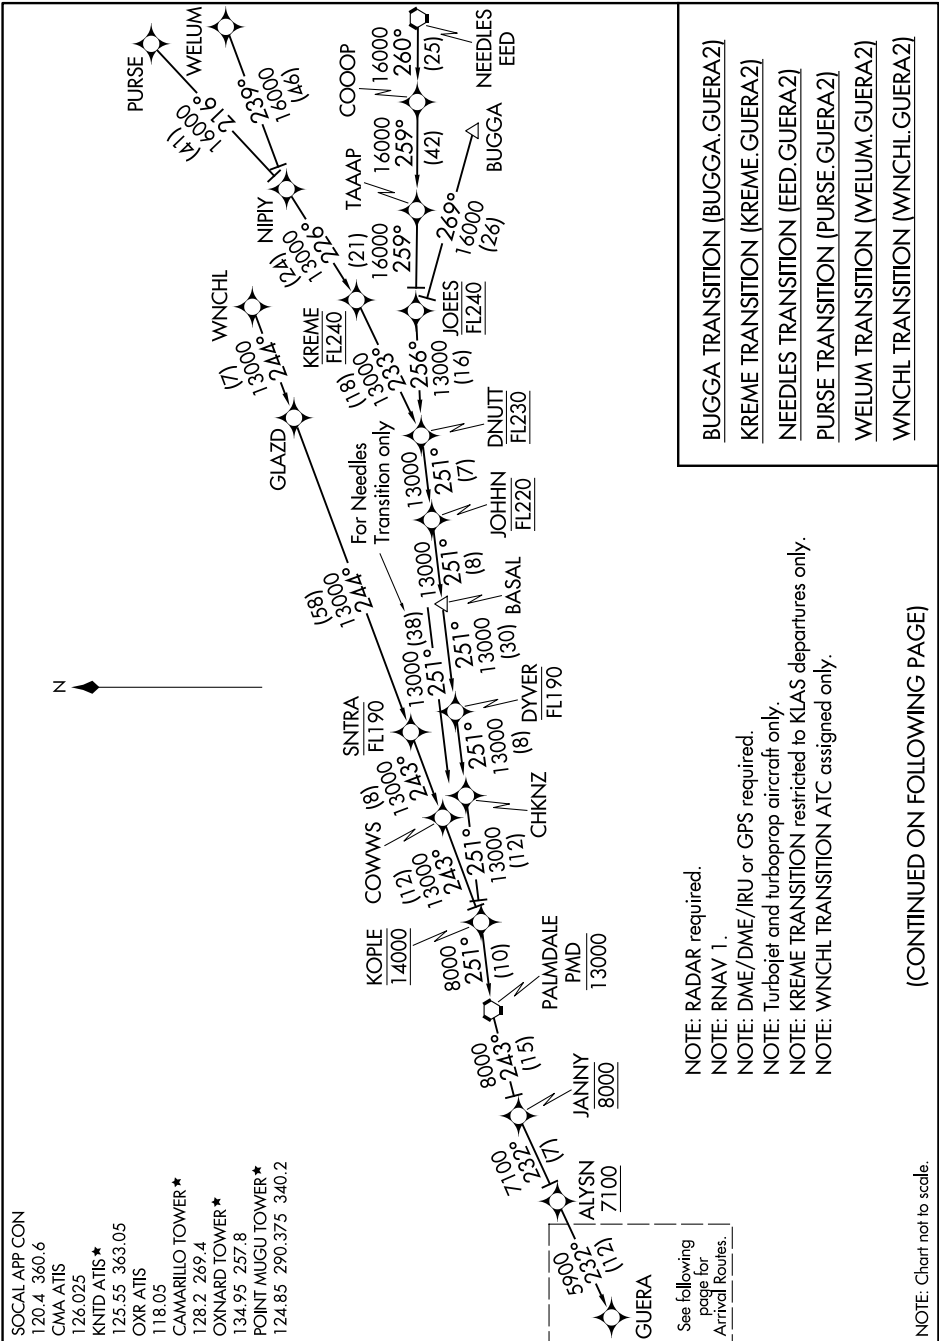 SOCAL APP CON
120.4 360.6
CMA ATIS
126.025
KNTD ATIS★
125.55 363.05
OXR ATIS
118.05
CAMARILLO TOWER★
128.2 269.4
OXNARD TOWER★
134.95 257.8
POINT MUGU TOWER★
124.85 290.375 340.2
N
PURSE
WELUM
(41)
16000
216°
239°
16000
(46)
NIPIY
(24)
13000
226°
KREME
FL240
(18)
13000
233°
WNCHL
(7)
13000
244°
GLAZD
(58)
13000
244°
SNTRA
FL190
(8)
13000
243°
COWWS
(12)
13000
243°
NEEDLES
EED
16000
260°
(25)
COOOP
16000
259°
(42)
TAAAP
(21)
16000
259°
BUGGA
269°
16000
(26)
JOEES
FL240
256°
13000
(16)
DNUTT
FL230
13000
251°
(7)
JOHHN
FL220
13000
251°
(8)
BASAL
For Needles
Transition only
13000 (38)
251°
251°
13000
(30)
DYVER
FL190
251°
13000
(8)
CHKNZ
251°
13000
(12)
KOPLE
14000
8000
251°
(10)
PALMDALE
PMD
13000
8000
243°
(15)
JANNY
8000
7100
232°
(7)
ALYSN
7100
5900
232°
(12)
GUERA
See following
page for
Arrival Routes.
BUGGA TRANSITION (BUGGA.GUERA2)
KREME TRANSITION (KREME.GUERA2)
NEEDLES TRANSITION (EED.GUERA2)
PURSE TRANSITION (PURSE.GUERA2)
WELUM TRANSITION (WELUM.GUERA2)
WNCHL TRANSITION (WNCHL.GUERA2)
NOTE: RADAR required.
NOTE: RNAV 1.
NOTE: DME/DME/IRU or GPS required.
NOTE: Turbojet and turboprop aircraft only.
NOTE: KREME TRANSITION restricted to KLAS departures only.
NOTE: WNCHL TRANSITION ATC assigned only.
(CONTINUED ON FOLLOWING PAGE)
NOTE: Chart not to scale.